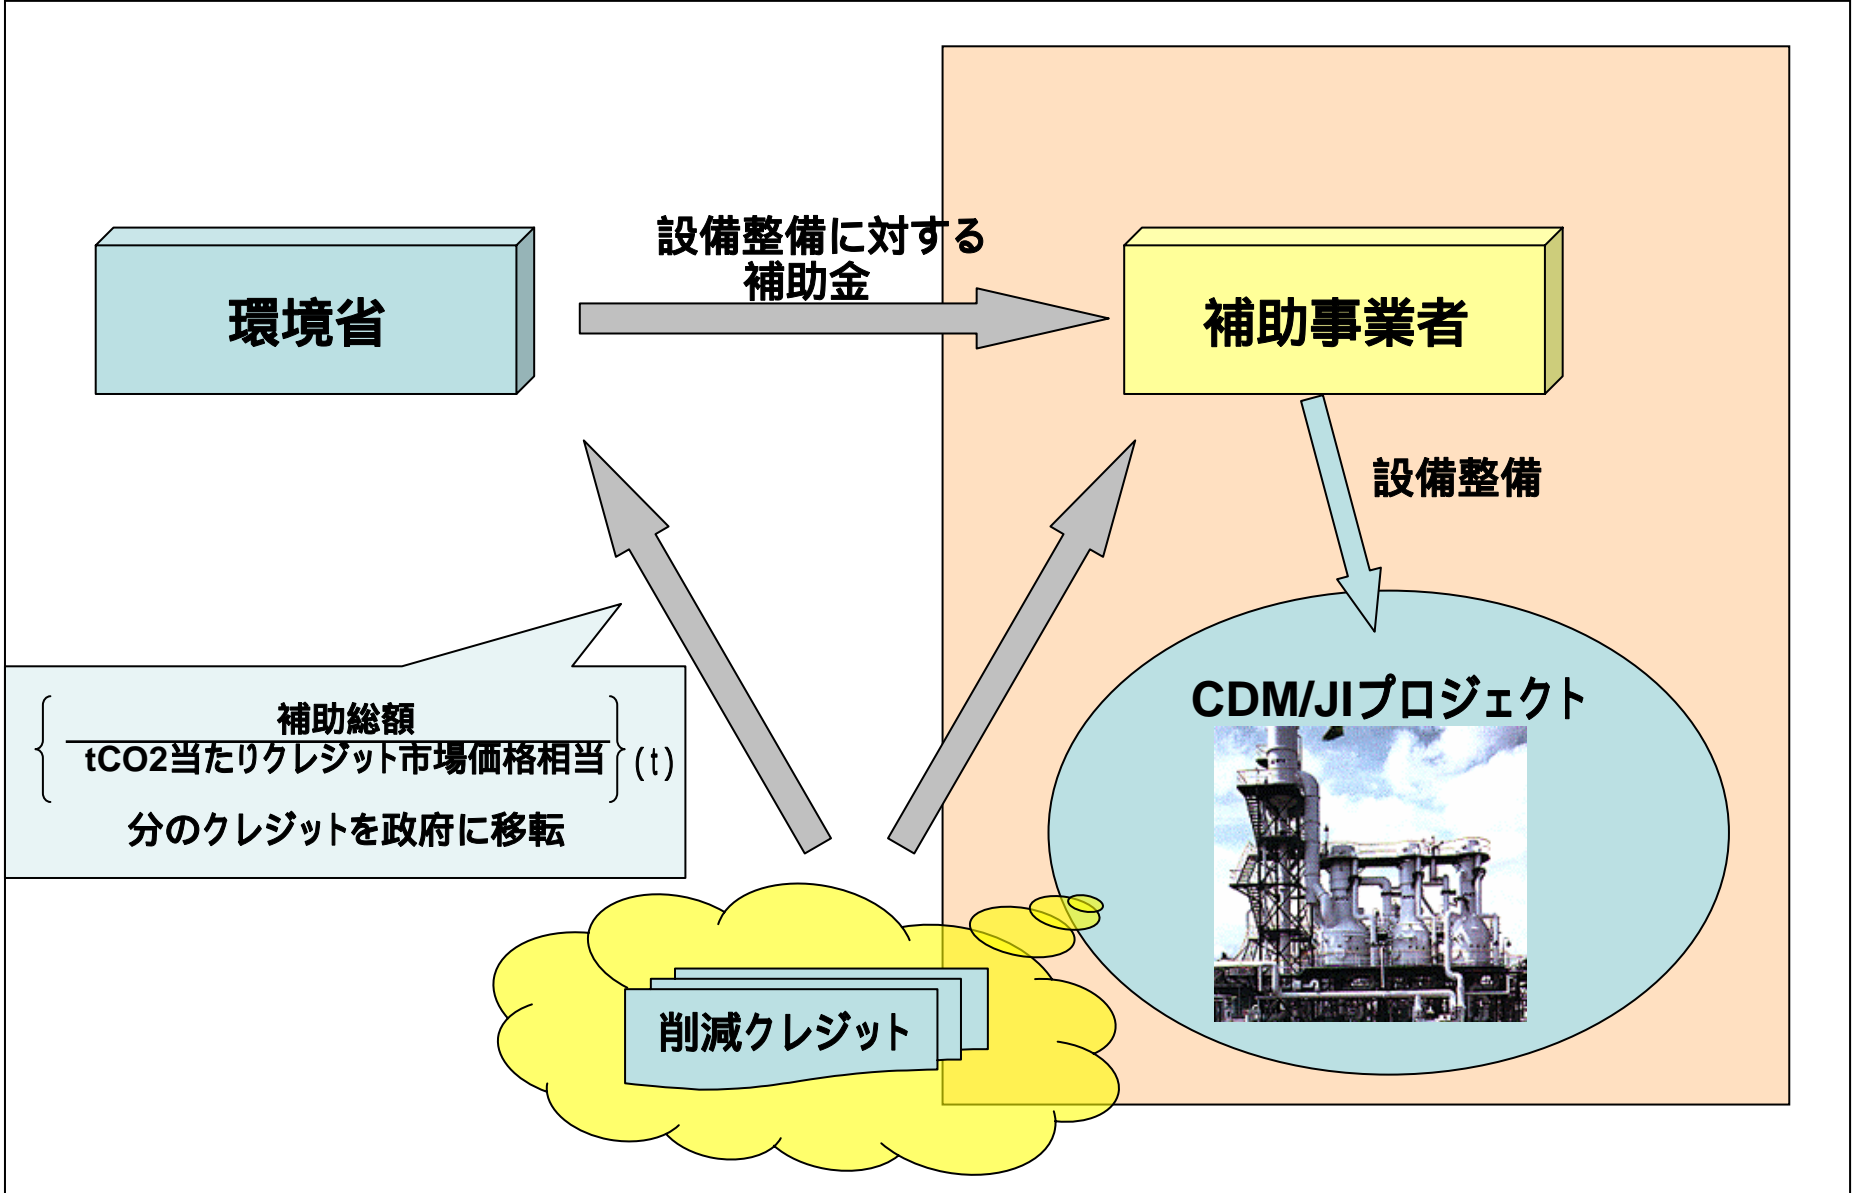 設備整備に対する
補助金
環境省
補助事業者
設備整備
CDM/JIプロジェクト
補助総額
tCO2当たりクレジット市場価格相当
(t)
分のクレジットを政府に移転
削減クレジット